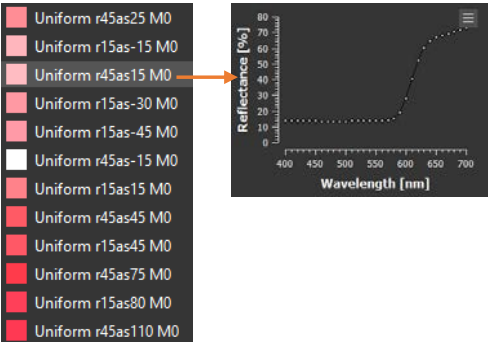 Uniform r45as25 M0
Uniform r15as-15 M0
Uniform r45as15 M0
Uniform r15as-30 M0
Uniform r15as-45 M0
Uniform r45as-15 M0
Uniform r15as15 M0
Uniform r45as45 M0
Uniform r15as45 M0
Uniform r45as75 M0
Uniform r15as80 M0
Uniform r45as110 M0
Reflectance [%]
80
70
60
50
40
30
20
10
0
400 450 500 550 600 650 700
Wavelength [nm]